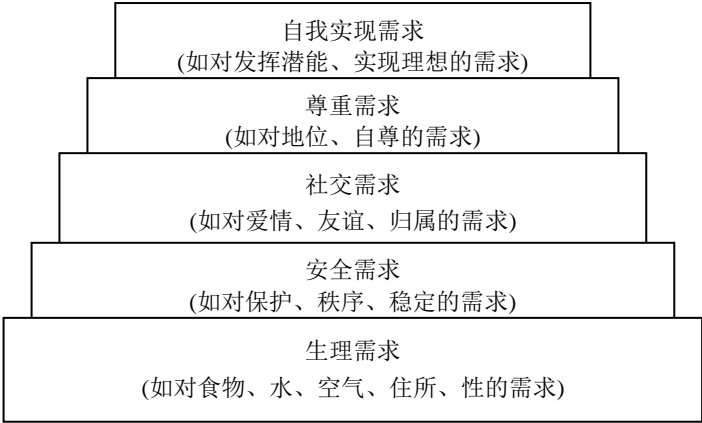 自我实现需求
(如对发挥潜能、实现理想的需求)
尊重需求
(如对地位、自尊的需求)
社交需求
(如对爱情、友谊、归属的需求)
安全需求
(如对保护、秩序、稳定的需求)
生理需求
(如对食物、水、空气、住所、性的需求)